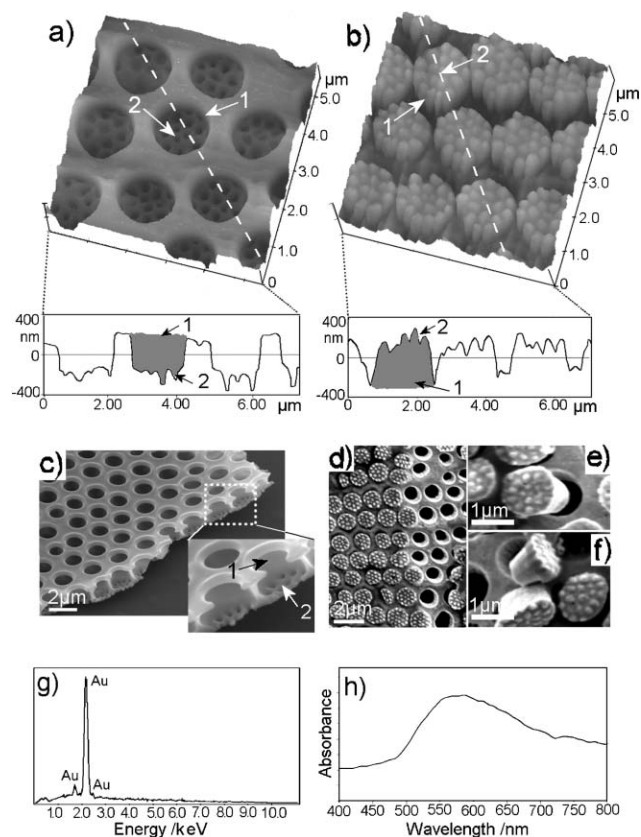 a)
1
2
μm
5.0
4.0
3.0
2.0
1.0
0
400
nm
0
-400
1
2
0
2.00
4.00
6.00
μm
b)
2
1
μm
5.0
4.0
3.0
2.0
1.0
0
400
nm
0
-400
2
1
0
2.00
4.00
6.00
μm
c)
2μm
1
2
d)
2μm
e)
1μm
f)
1μm
g)
Au
Au
Au
1.0 2.0 3.0 4.0 5.0 6.0 7.0 8.0 9.0 10.0
Energy /keV
h)
Absorbance
400 450 500 550 600 650 700 750 800
Wavelength /nm